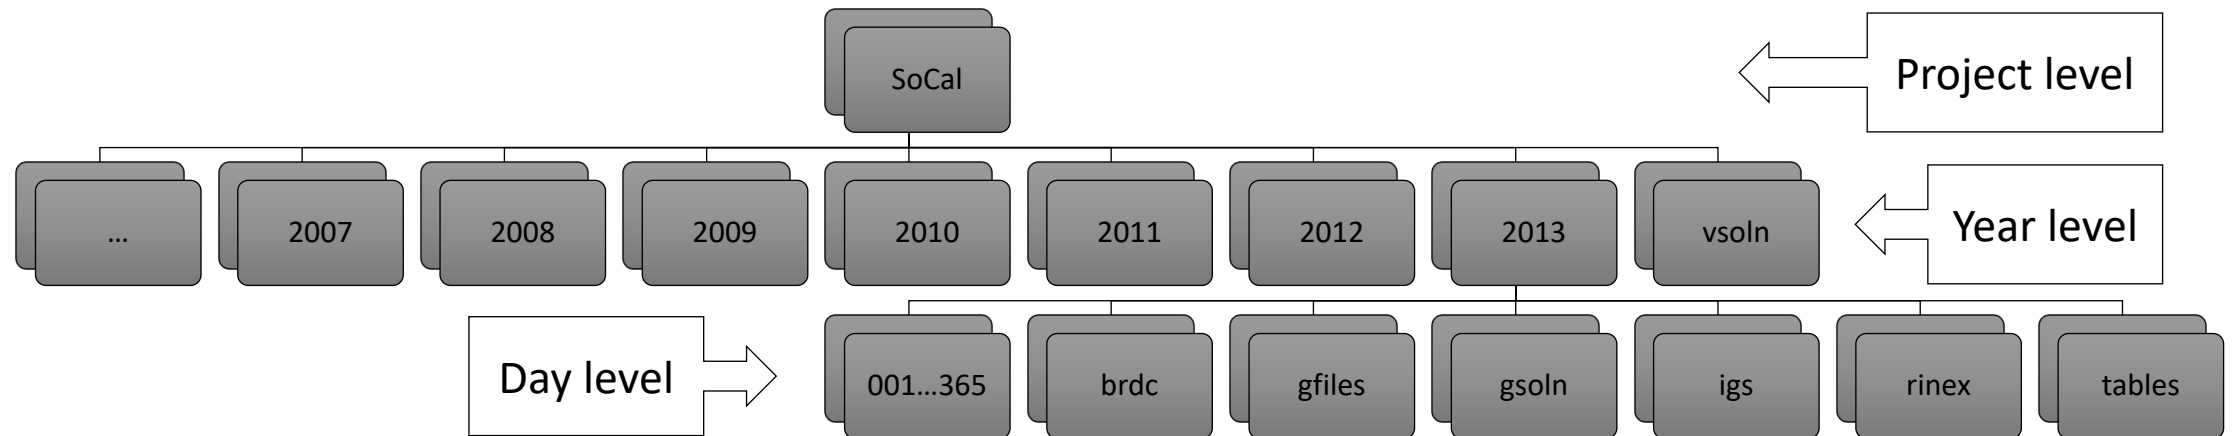 SoCal
Project level
...
2007
2008
2009
2010
2011
2012
2013
vsoln
Year level
Day level
001...365
brdc
gfiles
gsoln
igs
rinex
tables